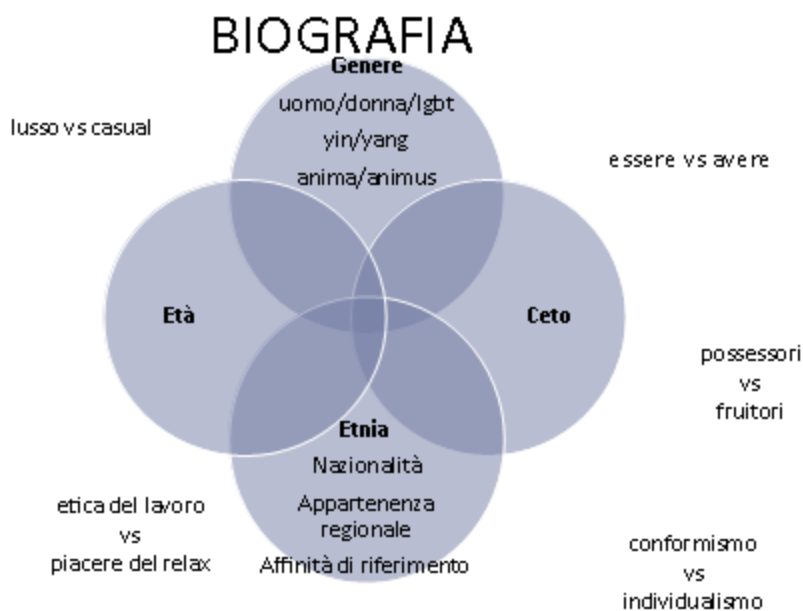 BIOGRAFIA
Genere
uomo/donna/lgbt
yin/yang
anima/animus
lusso vs casual
essere vs avere
Età
Ceto
possessori
vs
fruitori
Etnia
Nazionalità
Appartenenza
regionale
Affinità di riferimento
etica del lavoro
vs
piacere del relax
conformismo
vs
individualismo